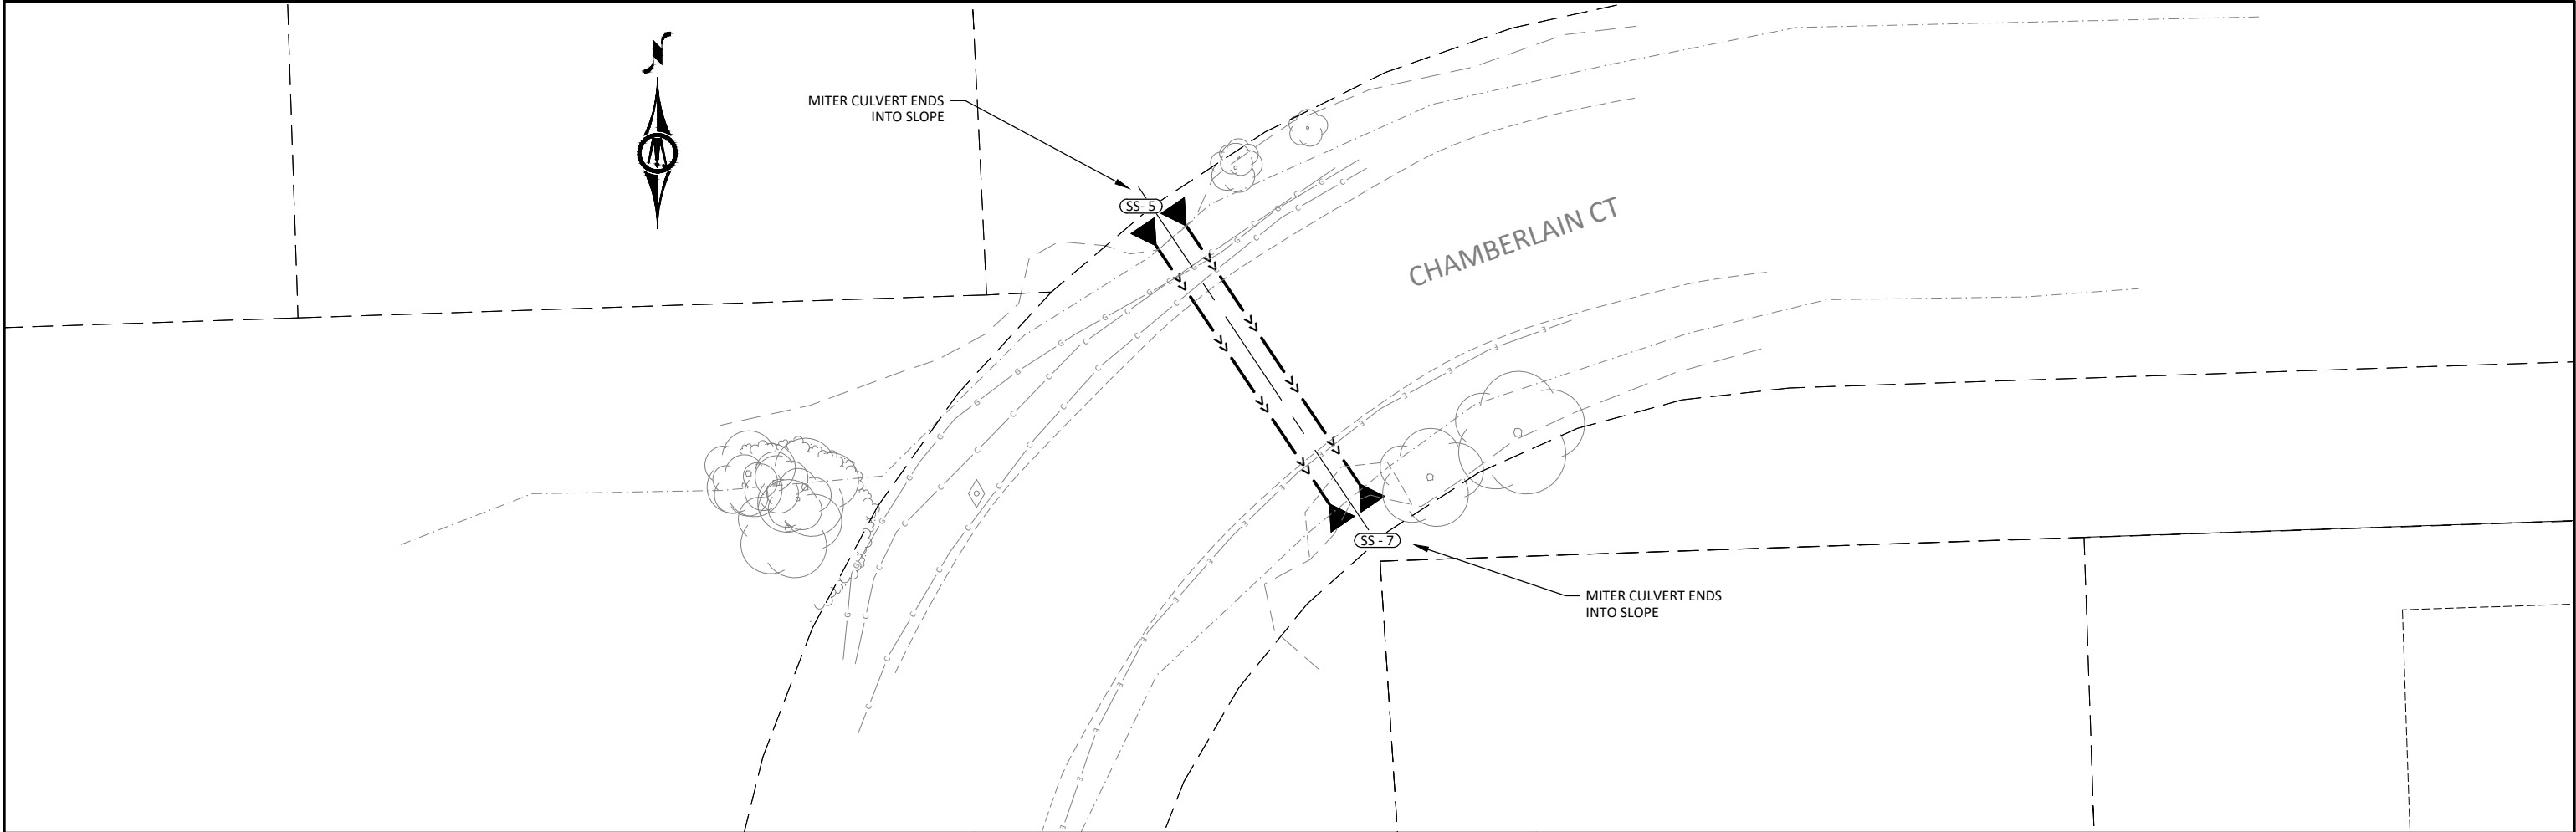 N
MITER CULVERT ENDS
INTO SLOPE
SS- 5
CHAMBERLAIN CT
SS - 7
MITER CULVERT ENDS
INTO SLOPE